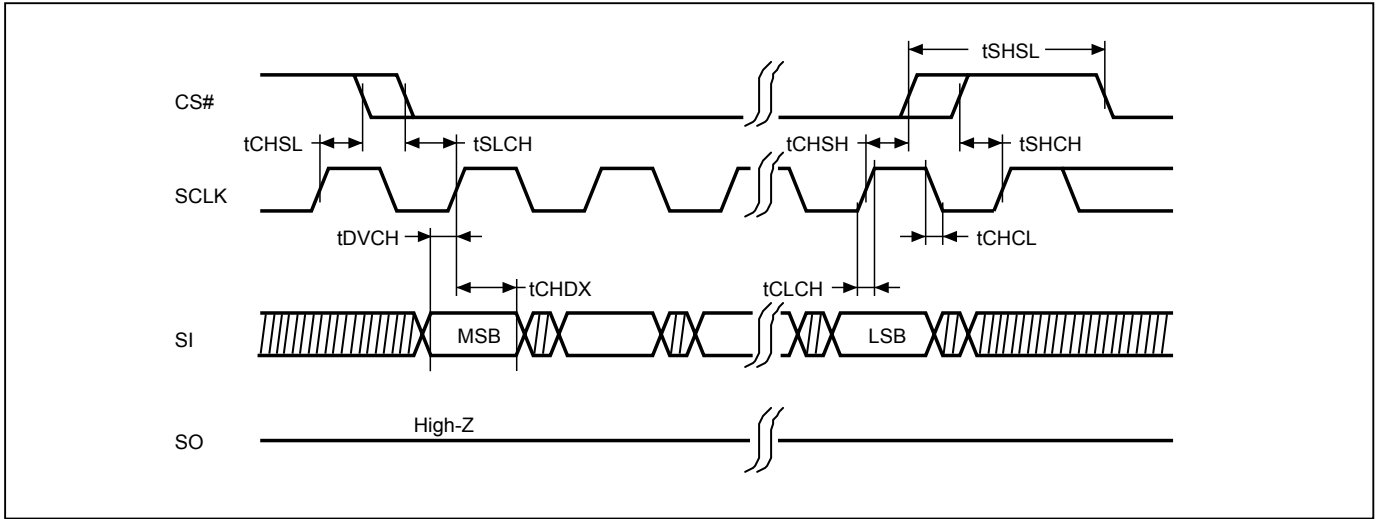 tSHSL
CS#
tCHSL
tSLCH
tCHSH
tSHCH
SCLK
tDVCH
tCHCL
tCHDX
tCLCH
SI
MSB
LSB
High-Z
SO